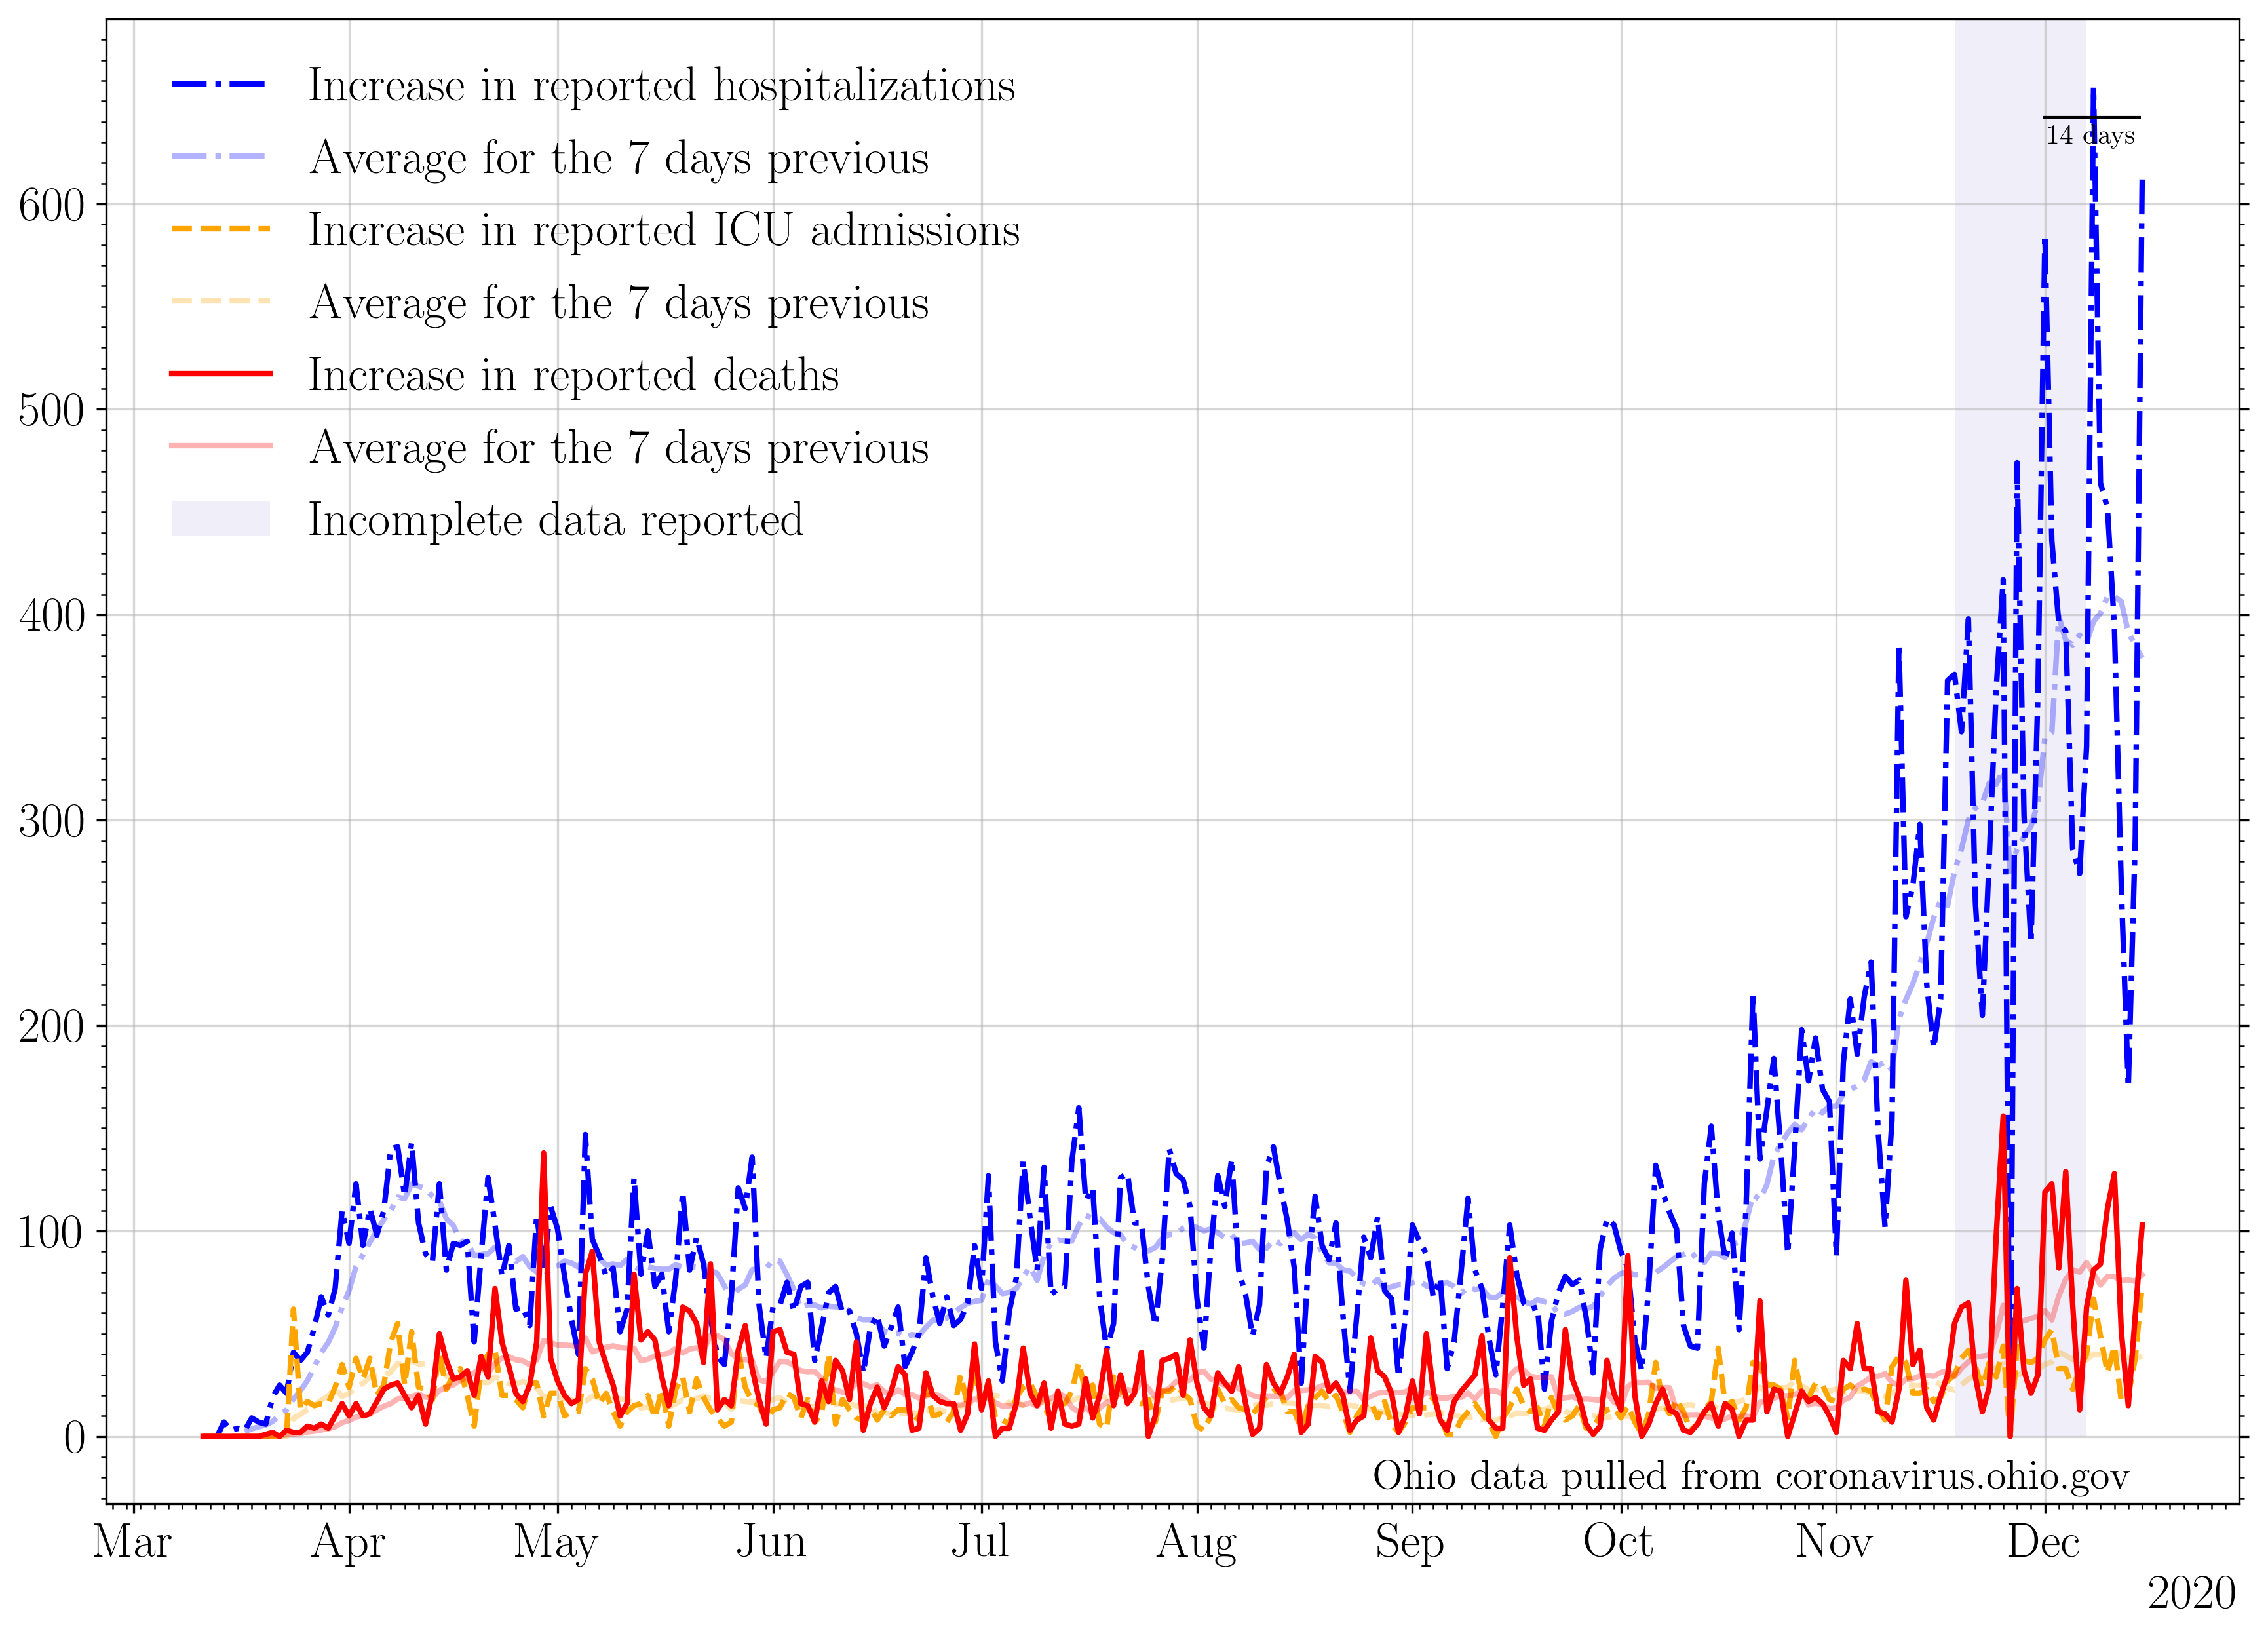 Increase in reported hospitalizations
Average for the 7 days previous
Increase in reported ICU admissions
Average for the 7 days previous
Increase in reported deaths
Average for the 7 days previous
Incomplete data reported
14 days
600
500
400
300
200
100
0
Ohio data pulled from coronavirus.ohio.gov
Mar Apr May Jun Jul Aug Sep Oct Nov Dec
2020